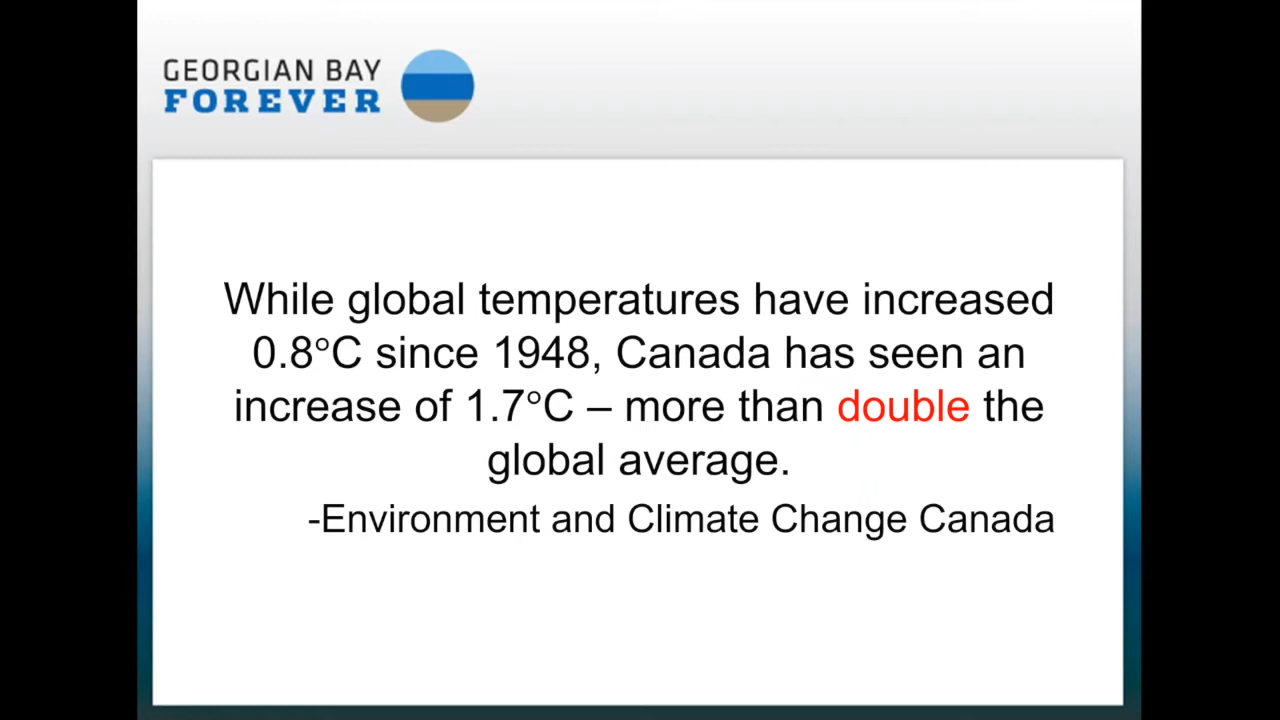 GEORGIAN BAY
FOREVER
While global temperatures have increased
0.8°C since 1948, Canada has seen an
increase of 1.7°C – more than double the
global average.
-Environment and Climate Change Canada